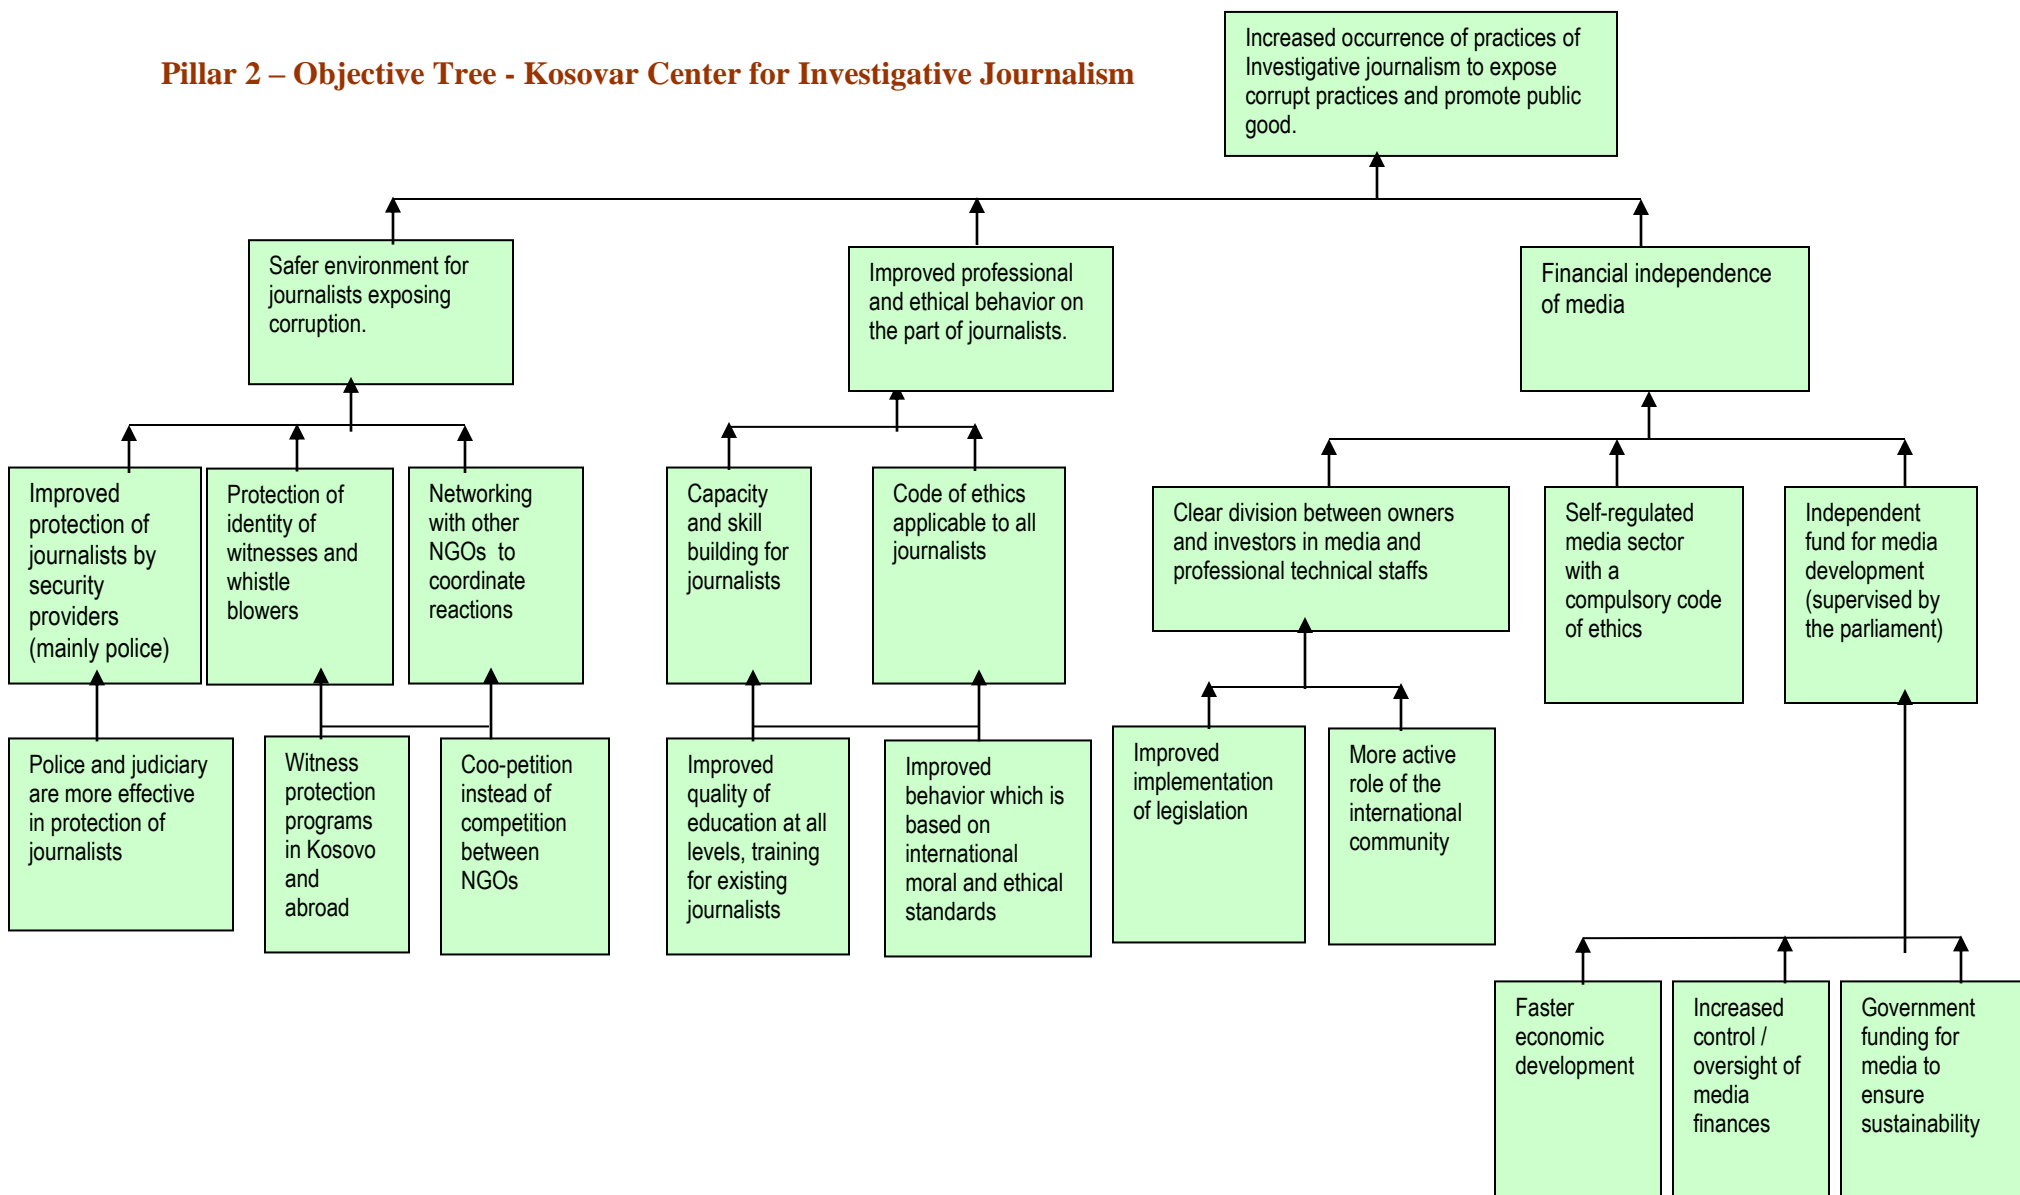 Increased occurrence of practices of
Investigative journalism to expose
corrupt practices and promote public
good.
Pillar 2 – Objective Tree - Kosovar Center for Investigative Journalism
Safer environment for
journalists exposing
corruption.
Improved professional
and ethical behavior on
the part of journalists.
Financial independence
of media
Improved
protection of
journalists by
security
providers
(mainly police)
Protection of
identity of
witnesses and
whistle
blowers
Networking
with other
NGOs to
coordinate
reactions
Capacity
and skill
building for
journalists
Code of ethics
applicable to all
journalists
Clear division between owners
and investors in media and
professional technical staffs
Self-regulated
media sector
with a
compulsory code
of ethics
Independent
fund for media
development
(supervised by
the parliament)
Police and judiciary
are more effective
in protection of
journalists
Witness
protection
programs
in Kosovo
and
abroad
Coo-petition
instead of
competition
between
NGOs
Improved
quality of
education at all
levels, training
for existing
journalists
Improved
behavior which is
based on
international
moral and ethical
standards
Improved
implementation
of legislation
More active
role of the
international
community
Faster
economic
development
Increased
control /
oversight of
media
finances
Government
funding for
media to
ensure
sustainability